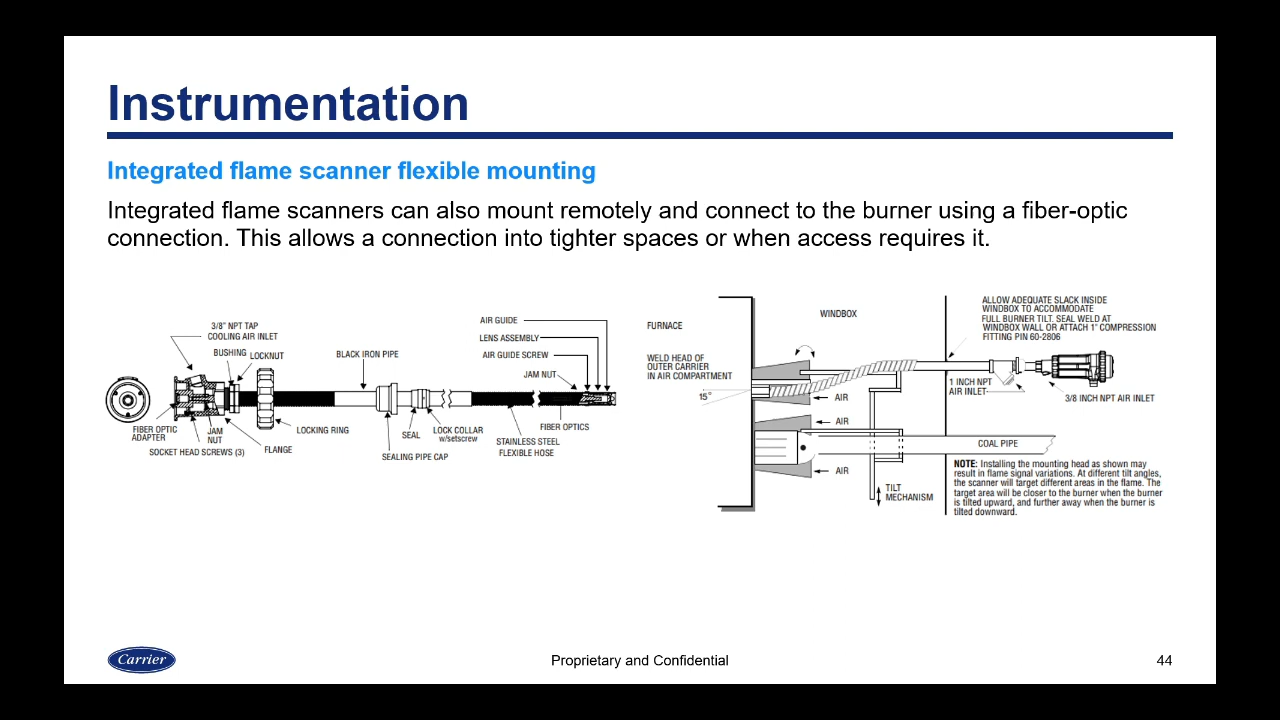 Instrumentation
Integrated flame scanner flexible mounting
Integrated flame scanners can also mount remotely and connect to the burner using a fiber-optic
connection. This allows a connection into tighter spaces or when access requires it.
3/8" NPT TAP
COOLING AIR INLET
BUSHING
LOCKNUT
BLACK IRON PIPE
AIR GUIDE
LENS ASSEMBLY
AIR GUIDE SCREW
JAM NUT
FIBER OPTIC
ADAPTER
SOCKET HEAD SCREWS (3)
JAM
NUT
FLANGE
LOCKING RING
SEALING PIPE CAP
SEAL
LOCK COLLAR
w/setscrew
STAINLESS STEEL
FLEXIBLE HOSE
FIBER OPTICS
FURNACE
WINDBOX
WELD HEAD OF
OUTER CARRIER
IN AIR COMPARTMENT
15°
AIR
AIR
AIR
ALLOW ADEQUATE SLACK INSIDE
WINDBOX TO ACCOMMODATE
FULL BURNER TILT. SEAL WELD AT
WINDBOX WALL OR ATTACH 1" COMPRESSION
FITTING PIN 60-2806
1 INCH NPT
AIR INLET
3/8 INCH NPT AIR INLET
COAL PIPE
TILT
MECHANISM
NOTE: Installing the mounting head as shown may
result in flame signal variations. At different tilt angles,
the scanner will target different areas in the flame. The
target area will be closer to the burner when the burner
is tilted upward, and further away when the burner is
tilted downward.
Carrier
Proprietary and Confidential
44